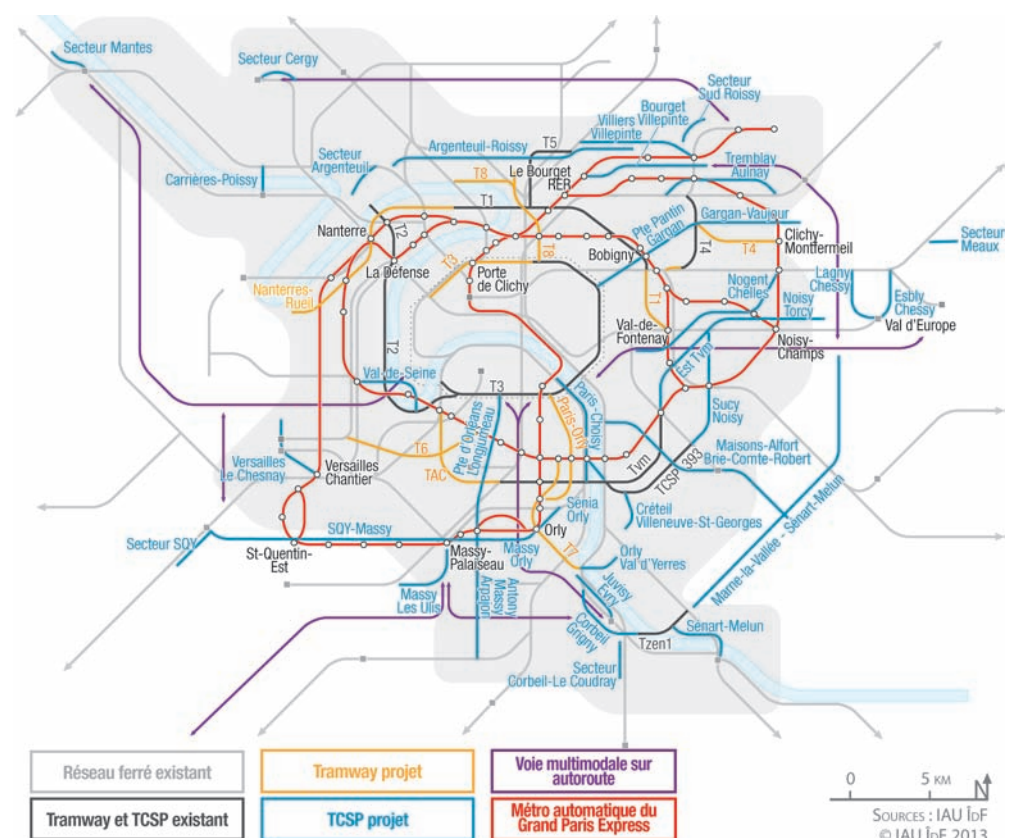 Secteur Mantes
Secteur Cergy
Secteur
Sud Roissy
Bourget
Villepinte
Villiers
Villepinte
Argenteuil-Roissy
T5
Secteur
Argenteuil
Le Bourget
RER
Tremblay
Aulnay
Carrières-Poissy
T8
T1
Pte Pantin
Gargan
Gargan-Vaujour
Nanterre
T2
T4
T4
Clichy-
Montfermeil
Secteur
Meaux
Bobigny
La Défense
T3
T8
Porte
de Clichy
Nanterres-
Rueil
Nogent
Chelles
Lagny
Chessy
Noisy
Torcy
Esbly
Chessy
T1
Val d'Europe
Val-de-
Fontenay
Noisy-
Champs
T2
Est Tvm
Val-de-Seine
T3
Paris-Choisy
Paris-Orly
Pte d'Orléans
Longjumeau
Sucy
Noisy
Maisons-Alfort
Brie-Comte-Robert
T6
TAC
Tvm
TCSP 393
Versailles
Le Chesnay
Versailles
Chantier
Senia
Orly
Créteil
Villeneuve-St-Georges
Marne-la-Vallée - Sénart-Melun
SQY-Massy
Orly
Secteur SQY
St-Quentin-
Est
Massy-
Palaiseau
Massy
Orly
T7
Orly
Val d'Yerres
Massy
Les Ulis
Antony
Massy
Arpajon
Juvisy
Evry
Corbeil
Grigny
Tzen1
Sénart-Melun
Secteur
Corbeil-Le Coudray
Réseau ferré existant
Tramway projet
Voie multimodale sur
autoroute
Tramway et TCSP existant
TCSP projet
Métro automatique du
Grand Paris Express
0 5 KM
N
SOURCES : IAU ÎDF
© IAU ÎDF 2013